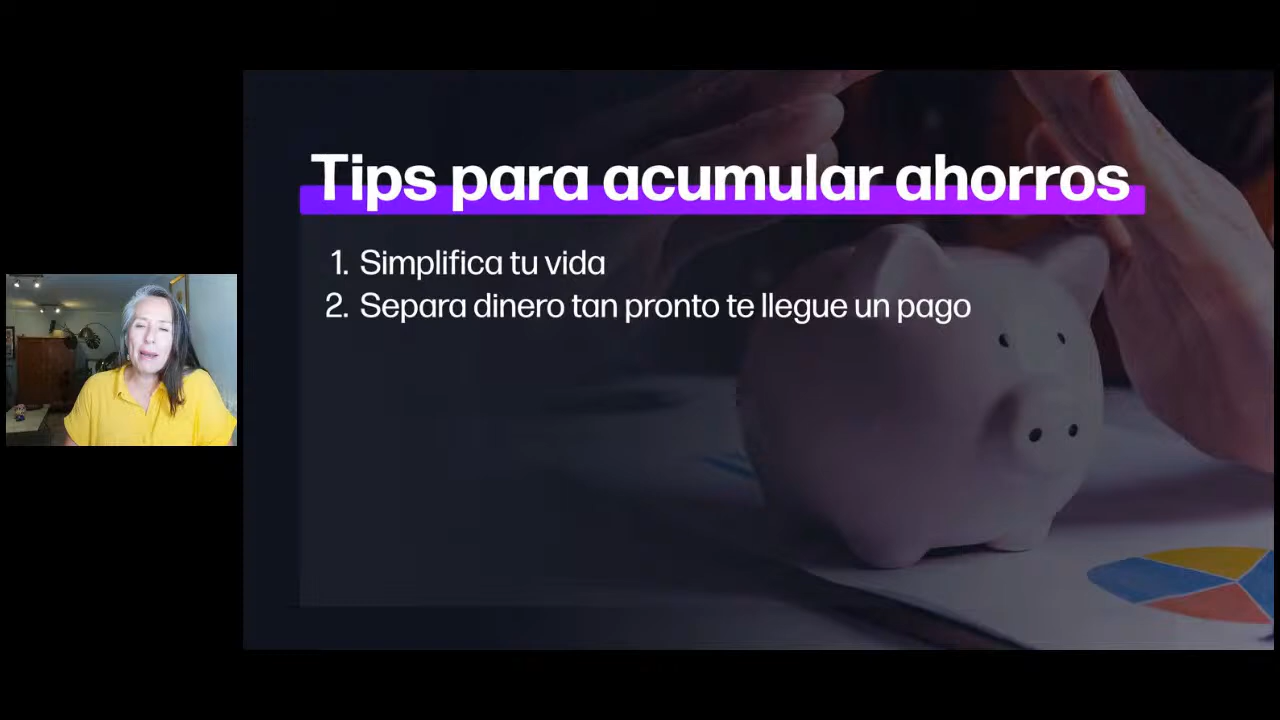 Tips para acumular ahorros
1. Simplifica tu vida
2. Separa dinero tan pronto te llegue un pago